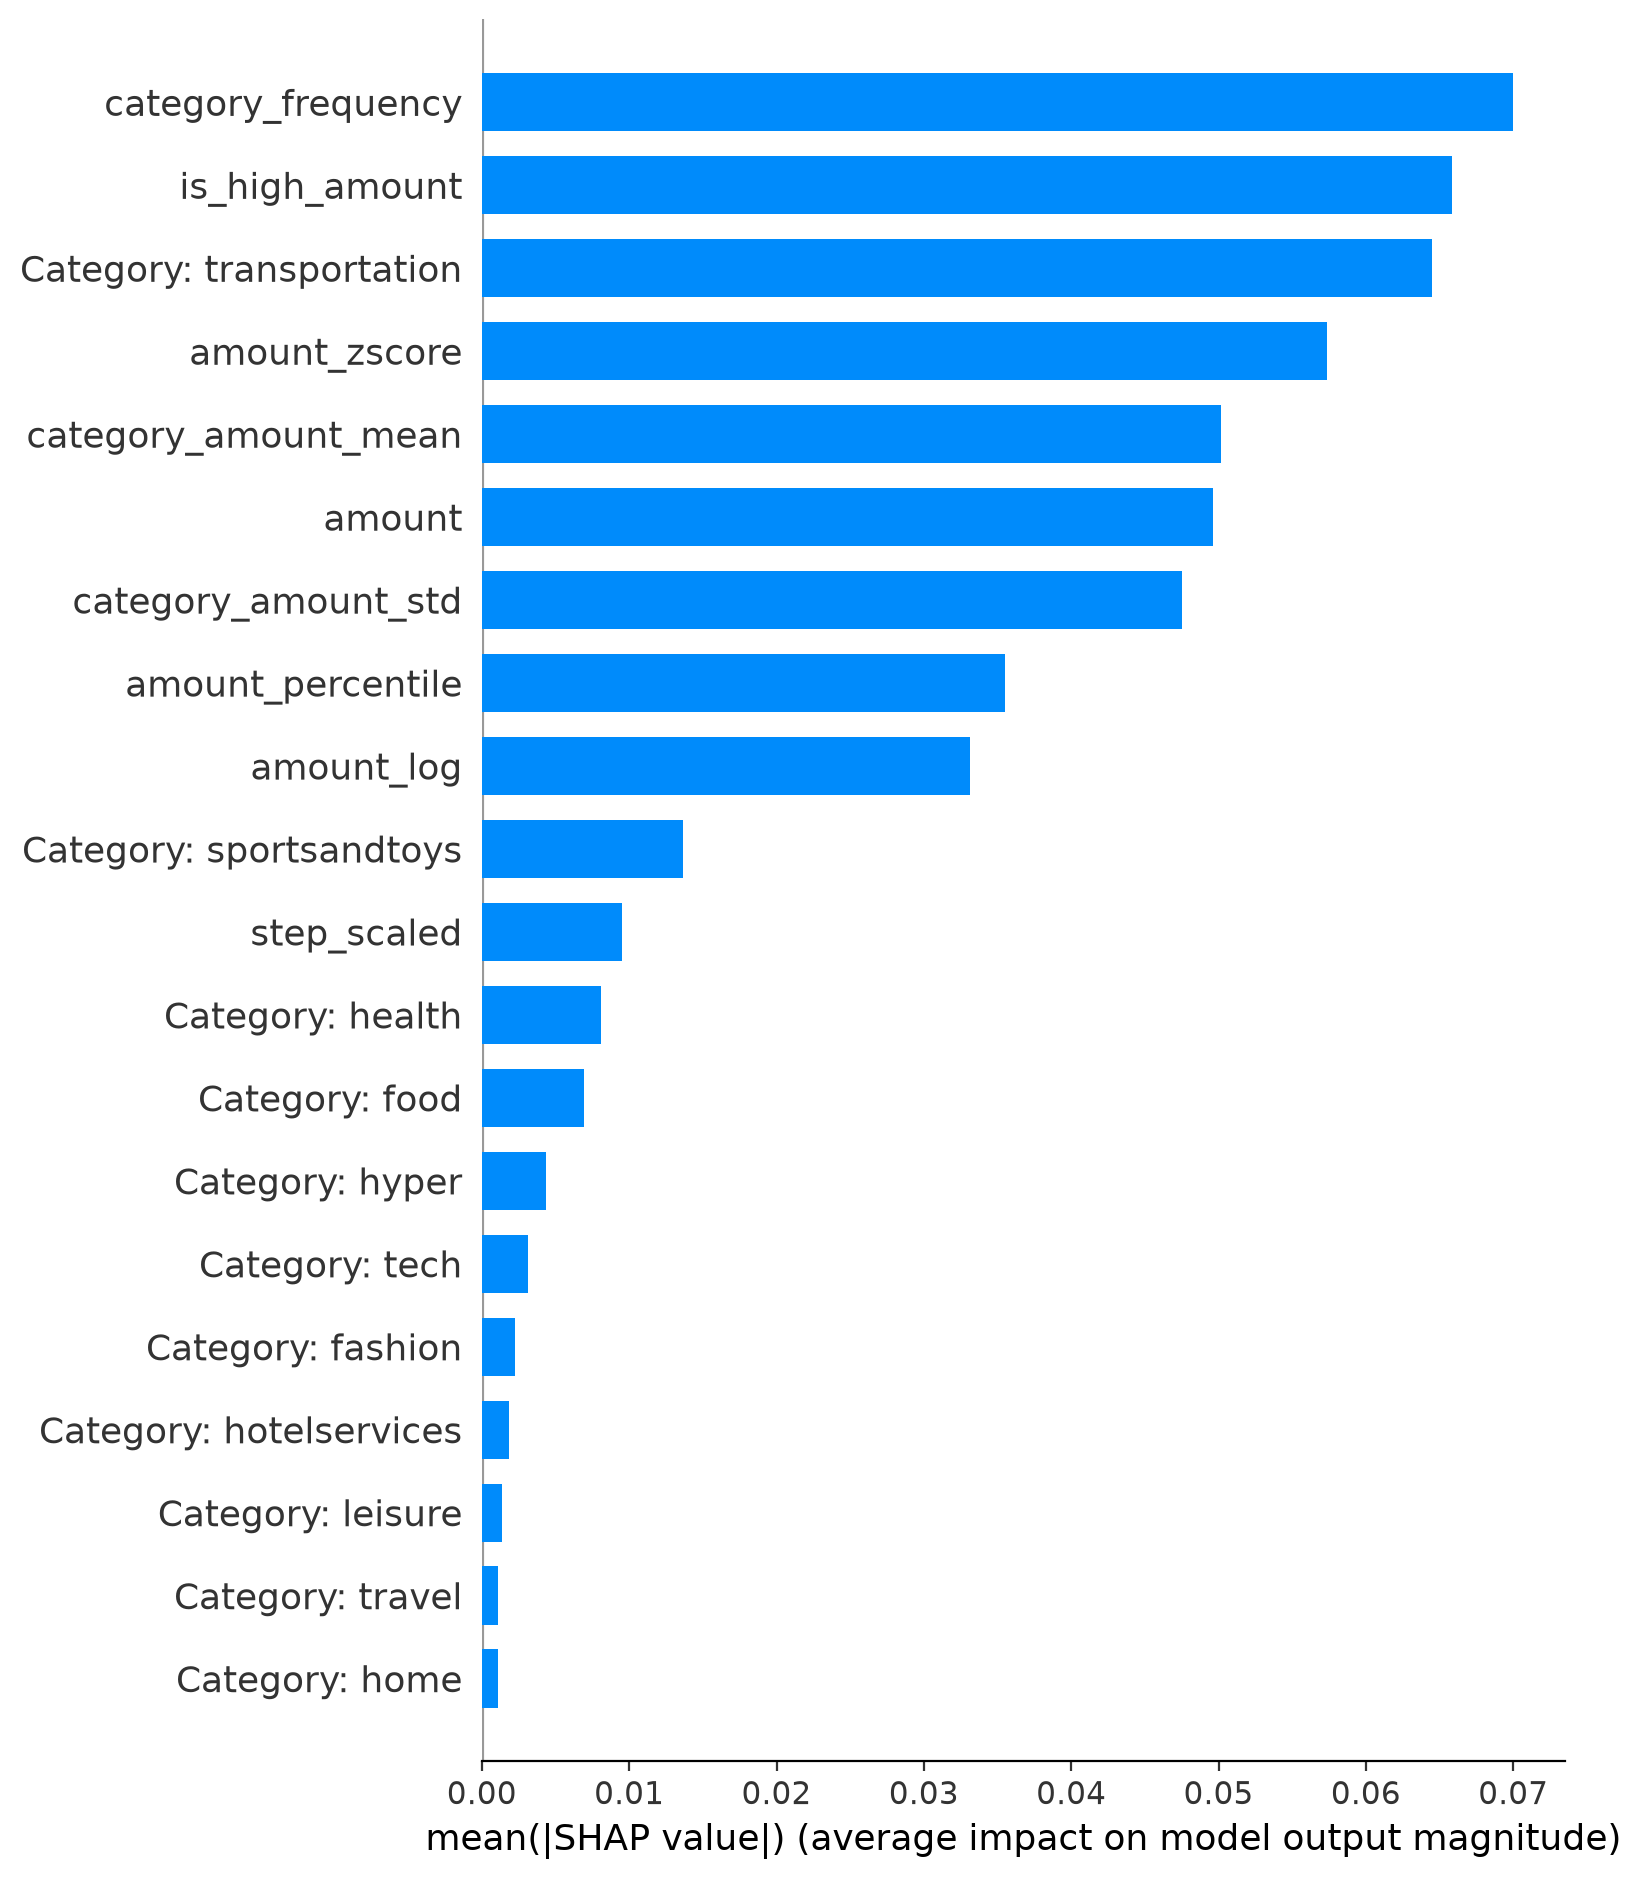 category_frequency
is_high_amount
Category: transportation
amount_zscore
category_amount_mean
amount
category_amount_std
amount_percentile
amount_log
Category: sportsandtoys
step_scaled
Category: health
Category: food
Category: hyper
Category: tech
Category: fashion
Category: hotelservices
Category: leisure
Category: travel
Category: home
0.00 0.01 0.02 0.03 0.04 0.05 0.06 0.07
mean(|SHAP value|) (average impact on model output magnitude)